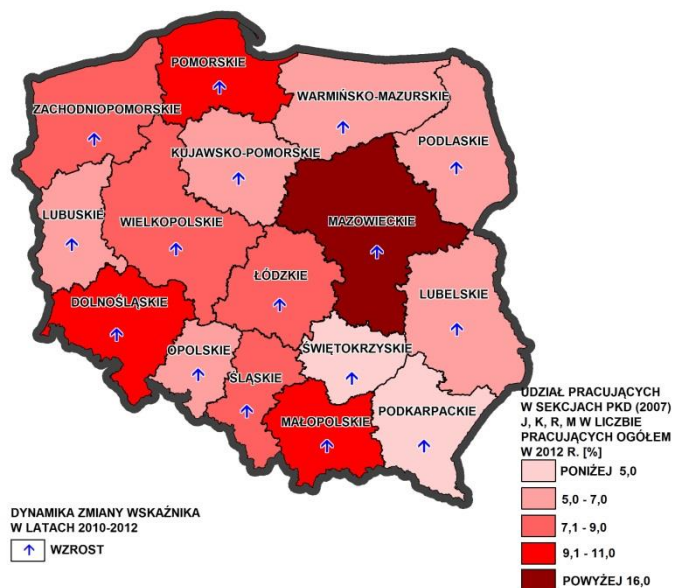 POMORSKIE
ZACHODNIOPOMORSKIE
WARMIŃSKO-MAZURSKIE
PODLASKIE
KUJAWSKO-POMORSKIE
LUBUSKIE
WIELKOPOLSKIE
MAZOWIECKIE
ŁÓDZKIE
DOLNOŚLĄSKIE
LUBELSKIE
OPOLSKIE
ŚWIĘTOKRZYSKIE
ŚLĄSKIE
MAŁOPOLSKIE
PODKARPACKIE
UDZIAŁ PRACUJĄCYCH
W SEKCJACH PKD (2007)
J, K, R, M W LICZBIE
PRACUJĄCYCH OGÓŁEM
W 2012 R. [%]
PONIŻEJ 5,0
5,0 - 7,0
7,1 - 9,0
9,1 - 11,0
POWYŻEJ 16,0
DYNAMIKA ZMIANY WSKAŹNIKA
W LATACH 2010-2012
WZROST